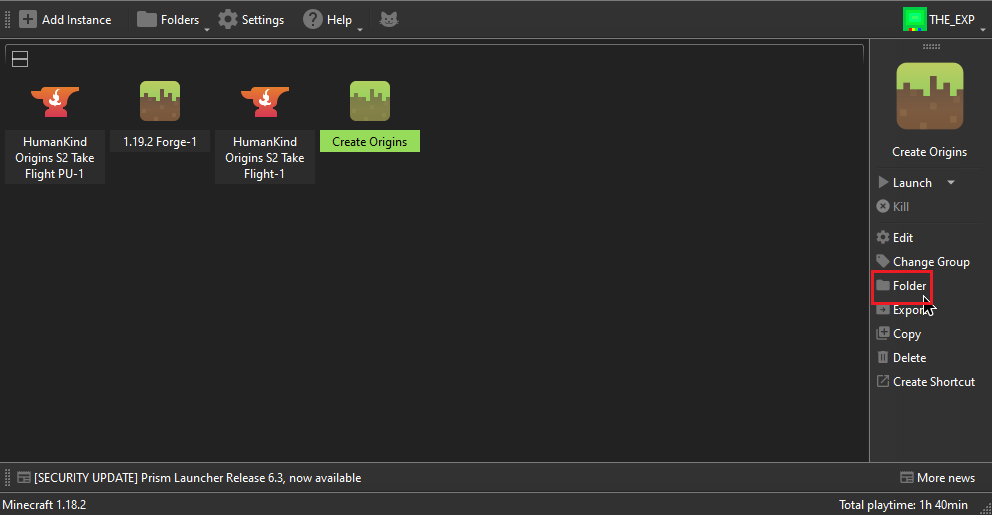 Add Instance
Folders
Settings
Help
THE_EXP
HumanKind
Origins S2 Take
Flight PU-1
1.19.2 Forge-1
HumanKind
Origins S2 Take
Flight-1
Create Origins
Create Origins
Launch
Kill
Edit
Change Group
Folder
Export
Copy
Delete
Create Shortcut
[SECURITY UPDATE] Prism Launcher Release 6.3, now available
More news
Minecraft 1.18.2
Total playtime: 1h 40min